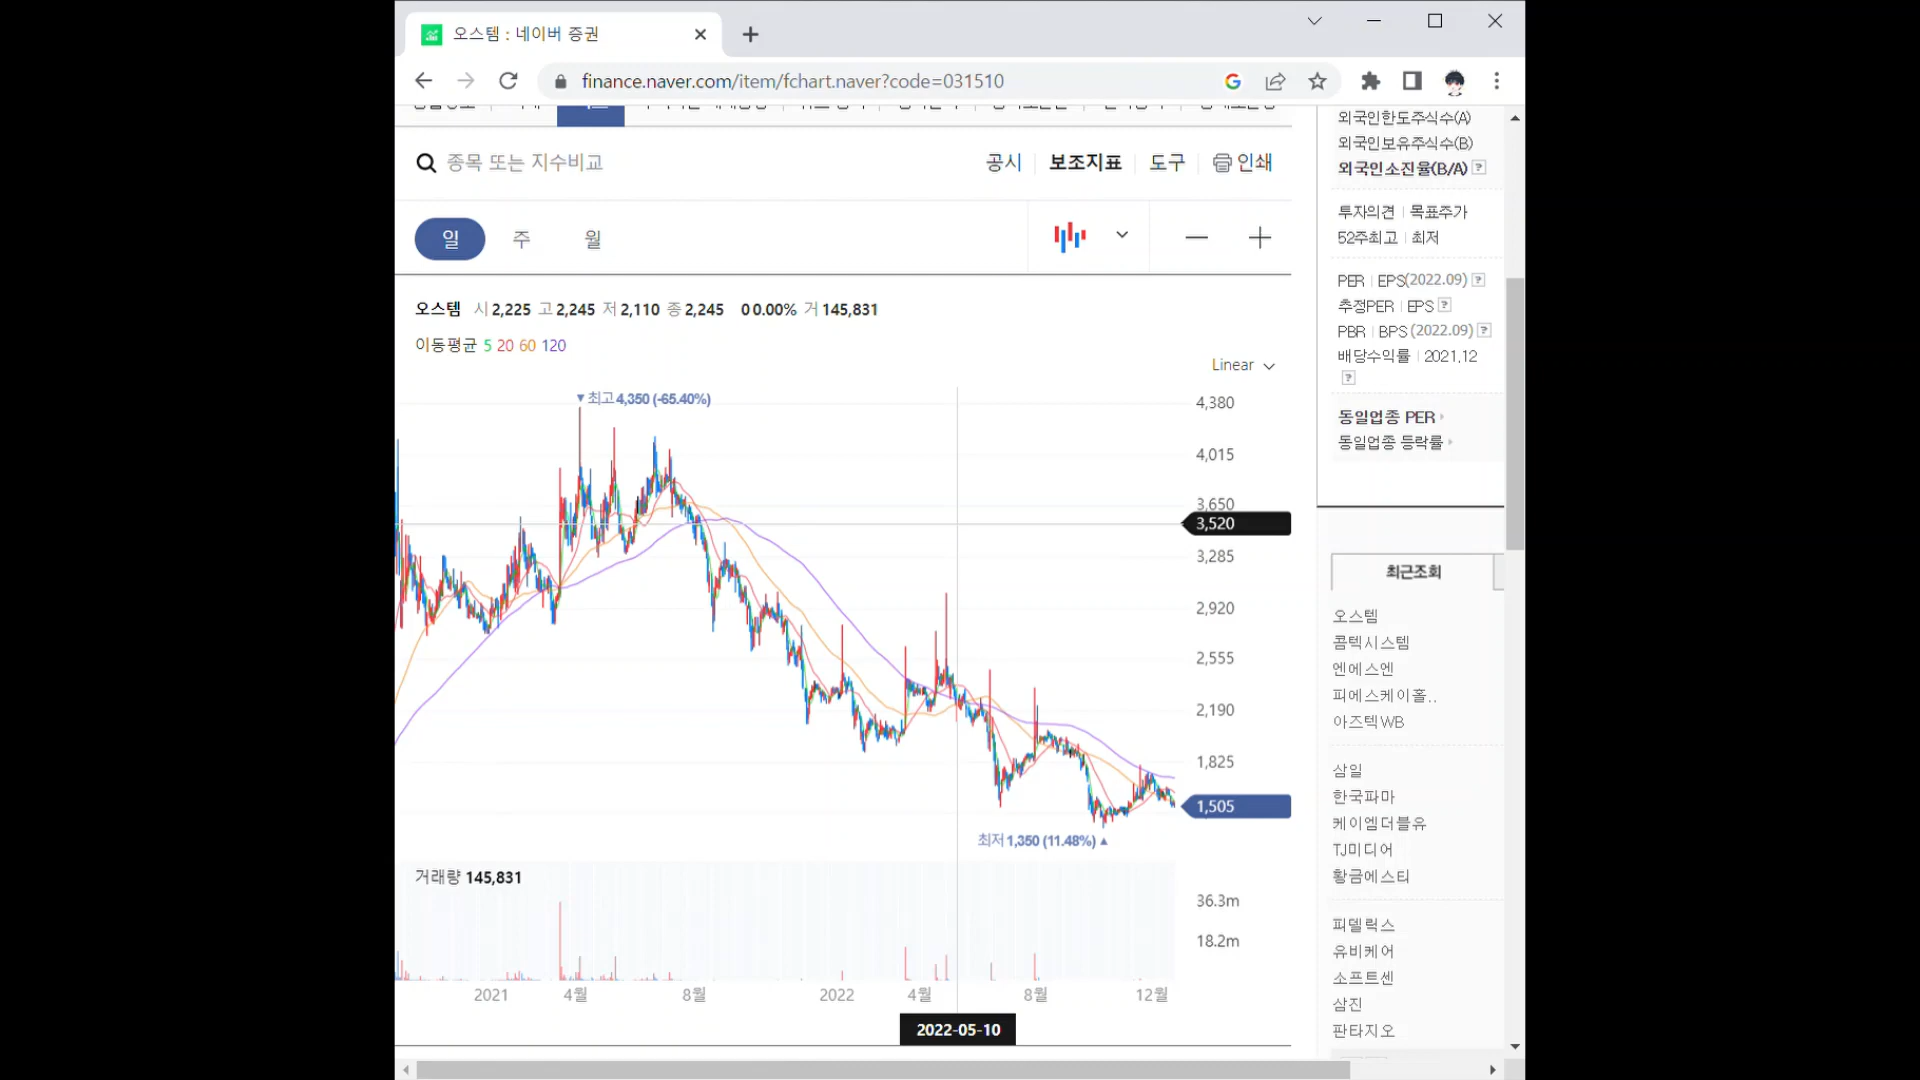 오스템 : 네이버 증권
finance.naver.com/item/fchart.naver?code=031510
종목 또는 지수비교
공시 보조지표 도구 인쇄
일 주 월
오스템 시 2,225 고 2,245 저 2,110 종 2,245 0 0.00% 거 145,831
이동평균 5 20 60 120
Linear
최고 4,350 (-65.40%)
4,380
4,015
3,650
3,520
3,285
2,920
2,555
2,190
1,825
1,505
최저 1,350 (11.48%)
거래량 145,831
36.3m
18.2m
2021 4월 8월 2022 4월 8월 12월
2022-05-10
외국인한도주식수(A)
외국인보유주식수(B)
외국인소진율(B/A) ?
투자의견 | 목표주가
52주최고 | 최저
PER | EPS(2022.09) ?
추정PER | EPS ?
PBR | BPS (2022.09) ?
배당수익률 | 2021.12
?
동일업종 PER
동일업종 등락률
최근조회
오스템
콤텍시스템
엔에스엔
피에스케이홀..
아즈텍WB
삼일
한국파마
케이엠더블유
TJ미디어
황금에스티
피델릭스
유비케어
소프트센
삼진
판타지오